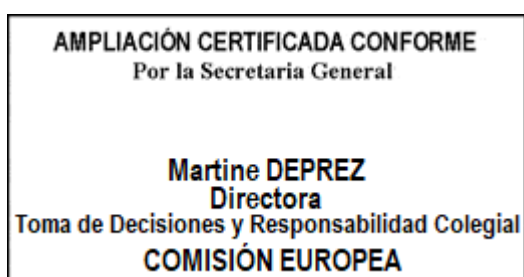 AMPLIACIÓN CERTIFICADA CONFORME
Por la Secretaria General
Martine DEPREZ
Directora
Toma de Decisiones y Responsabilidad Colegial
COMISIÓN EUROPEA